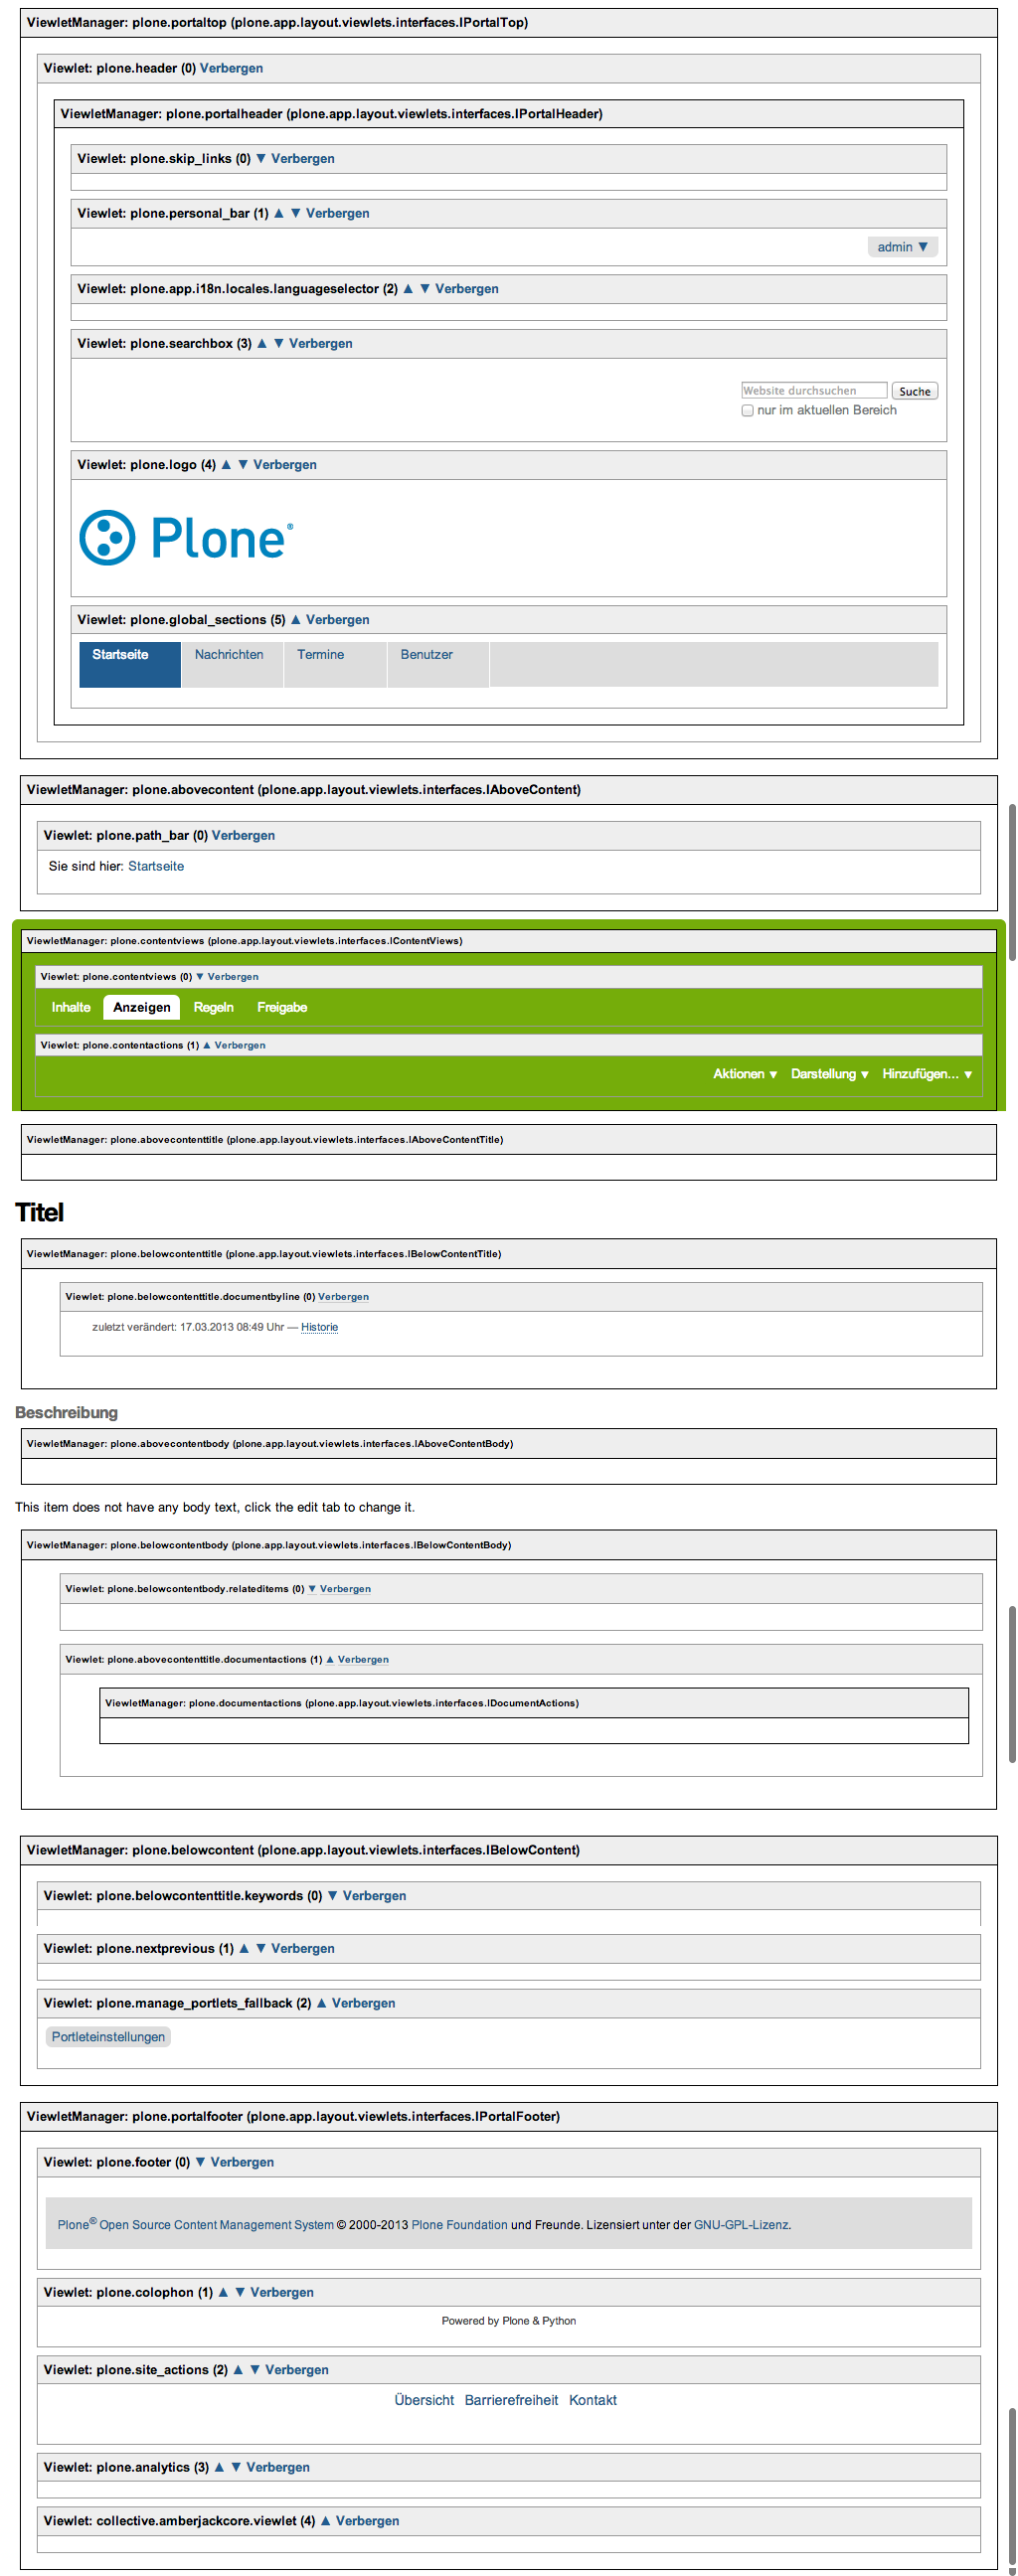 ViewletManager: plone.portaltop (plone.app.layout.viewlets.interfaces.IPortalTop)
Viewlet: plone.header (0) Verbergen
ViewletManager: plone.portalheader (plone.app.layout.viewlets.interfaces.IPortalHeader)
Viewlet: plone.skip_links (0) ▼ Verbergen
Viewlet: plone.personal_bar (1) ▲ ▼ Verbergen
admin ▼
Viewlet: plone.app.i18n.locales.languageselector (2) ▲ ▼ Verbergen
Viewlet: plone.searchbox (3) ▲ ▼ Verbergen
Website durchsuchen Suche
nur im aktuellen Bereich
Viewlet: plone.logo (4) ▲ ▼ Verbergen
Plone®
Viewlet: plone.global_sections (5) ▲ Verbergen
Startseite Nachrichten Termine Benutzer
ViewletManager: plone.abovecontent (plone.app.layout.viewlets.interfaces.IAboveContent)
Viewlet: plone.path_bar (0) Verbergen
Sie sind hier: Startseite
ViewletManager: plone.contentviews (plone.app.layout.viewlets.interfaces.IContentViews)
Viewlet: plone.contentviews (0) ▼ Verbergen
Inhalte Anzeigen Regeln Freigabe
Viewlet: plone.contentactions (1) ▲ Verbergen
Aktionen ▼ Darstellung ▼ Hinzufügen... ▼
ViewletManager: plone.abovecontenttitle (plone.app.layout.viewlets.interfaces.IAboveContentTitle)
Titel
ViewletManager: plone.belowcontenttitle (plone.app.layout.viewlets.interfaces.IBelowContentTitle)
Viewlet: plone.belowcontenttitle.documentbyline (0) Verbergen
zuletzt verändert: 17.03.2013 08:49 Uhr — Historie
Beschreibung
ViewletManager: plone.abovecontentbody (plone.app.layout.viewlets.interfaces.IAboveContentBody)
This item does not have any body text, click the edit tab to change it.
ViewletManager: plone.belowcontentbody (plone.app.layout.viewlets.interfaces.IBelowContentBody)
Viewlet: plone.belowcontentbody.relateditems (0) ▼ Verbergen
Viewlet: plone.abovecontenttitle.documentactions (1) ▲ Verbergen
ViewletManager: plone.documentactions (plone.app.layout.viewlets.interfaces.IDocumentActions)
ViewletManager: plone.belowcontent (plone.app.layout.viewlets.interfaces.IBelowContent)
Viewlet: plone.belowcontenttitle.keywords (0) ▼ Verbergen
Viewlet: plone.nextprevious (1) ▲ ▼ Verbergen
Viewlet: plone.manage_portlets_fallback (2) ▲ Verbergen
Portleteinstellungen
ViewletManager: plone.portalfooter (plone.app.layout.viewlets.interfaces.IPortalFooter)
Viewlet: plone.footer (0) ▼ Verbergen
Plone® Open Source Content Management System © 2000-2013 Plone Foundation und Freunde. Lizensiert unter der GNU-GPL-Lizenz.
Viewlet: plone.colophon (1) ▲ ▼ Verbergen
Powered by Plone & Python
Viewlet: plone.site_actions (2) ▲ ▼ Verbergen
Übersicht Barrierefreiheit Kontakt
Viewlet: plone.analytics (3) ▲ ▼ Verbergen
Viewlet: collective.amberjackcore.viewlet (4) ▲ Verbergen